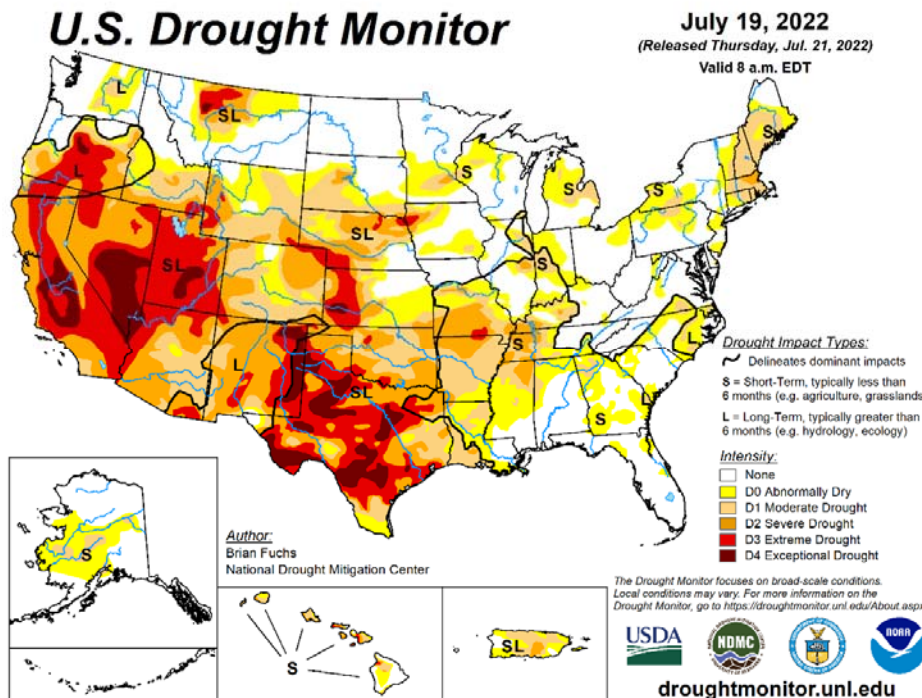 U.S. Drought Monitor
July 19, 2022
(Released Thursday, Jul. 21, 2022)
Valid 8 a.m. EDT
L
SL
S
S
S
S
L
SL
SL
S
S
L
L
SL
S
L
S
Drought Impact Types:
Delineates dominant impacts
S = Short-Term, typically less than
6 months (e.g. agriculture, grasslands
L = Long-Term, typically greater than
6 months (e.g. hydrology, ecology)
Intensity:
None
D0 Abnormally Dry
D1 Moderate Drought
D2 Severe Drought
D3 Extreme Drought
D4 Exceptional Drought
S
Author:
Brian Fuchs
National Drought Mitigation Center
S
SL
The Drought Monitor focuses on broad-scale conditions.
Local conditions may vary. For more information on the
Drought Monitor, go to https://droughtmonitor.unl.edu/About.aspx
USDA
NDMC
NOAA
droughtmonitor.unl.edu